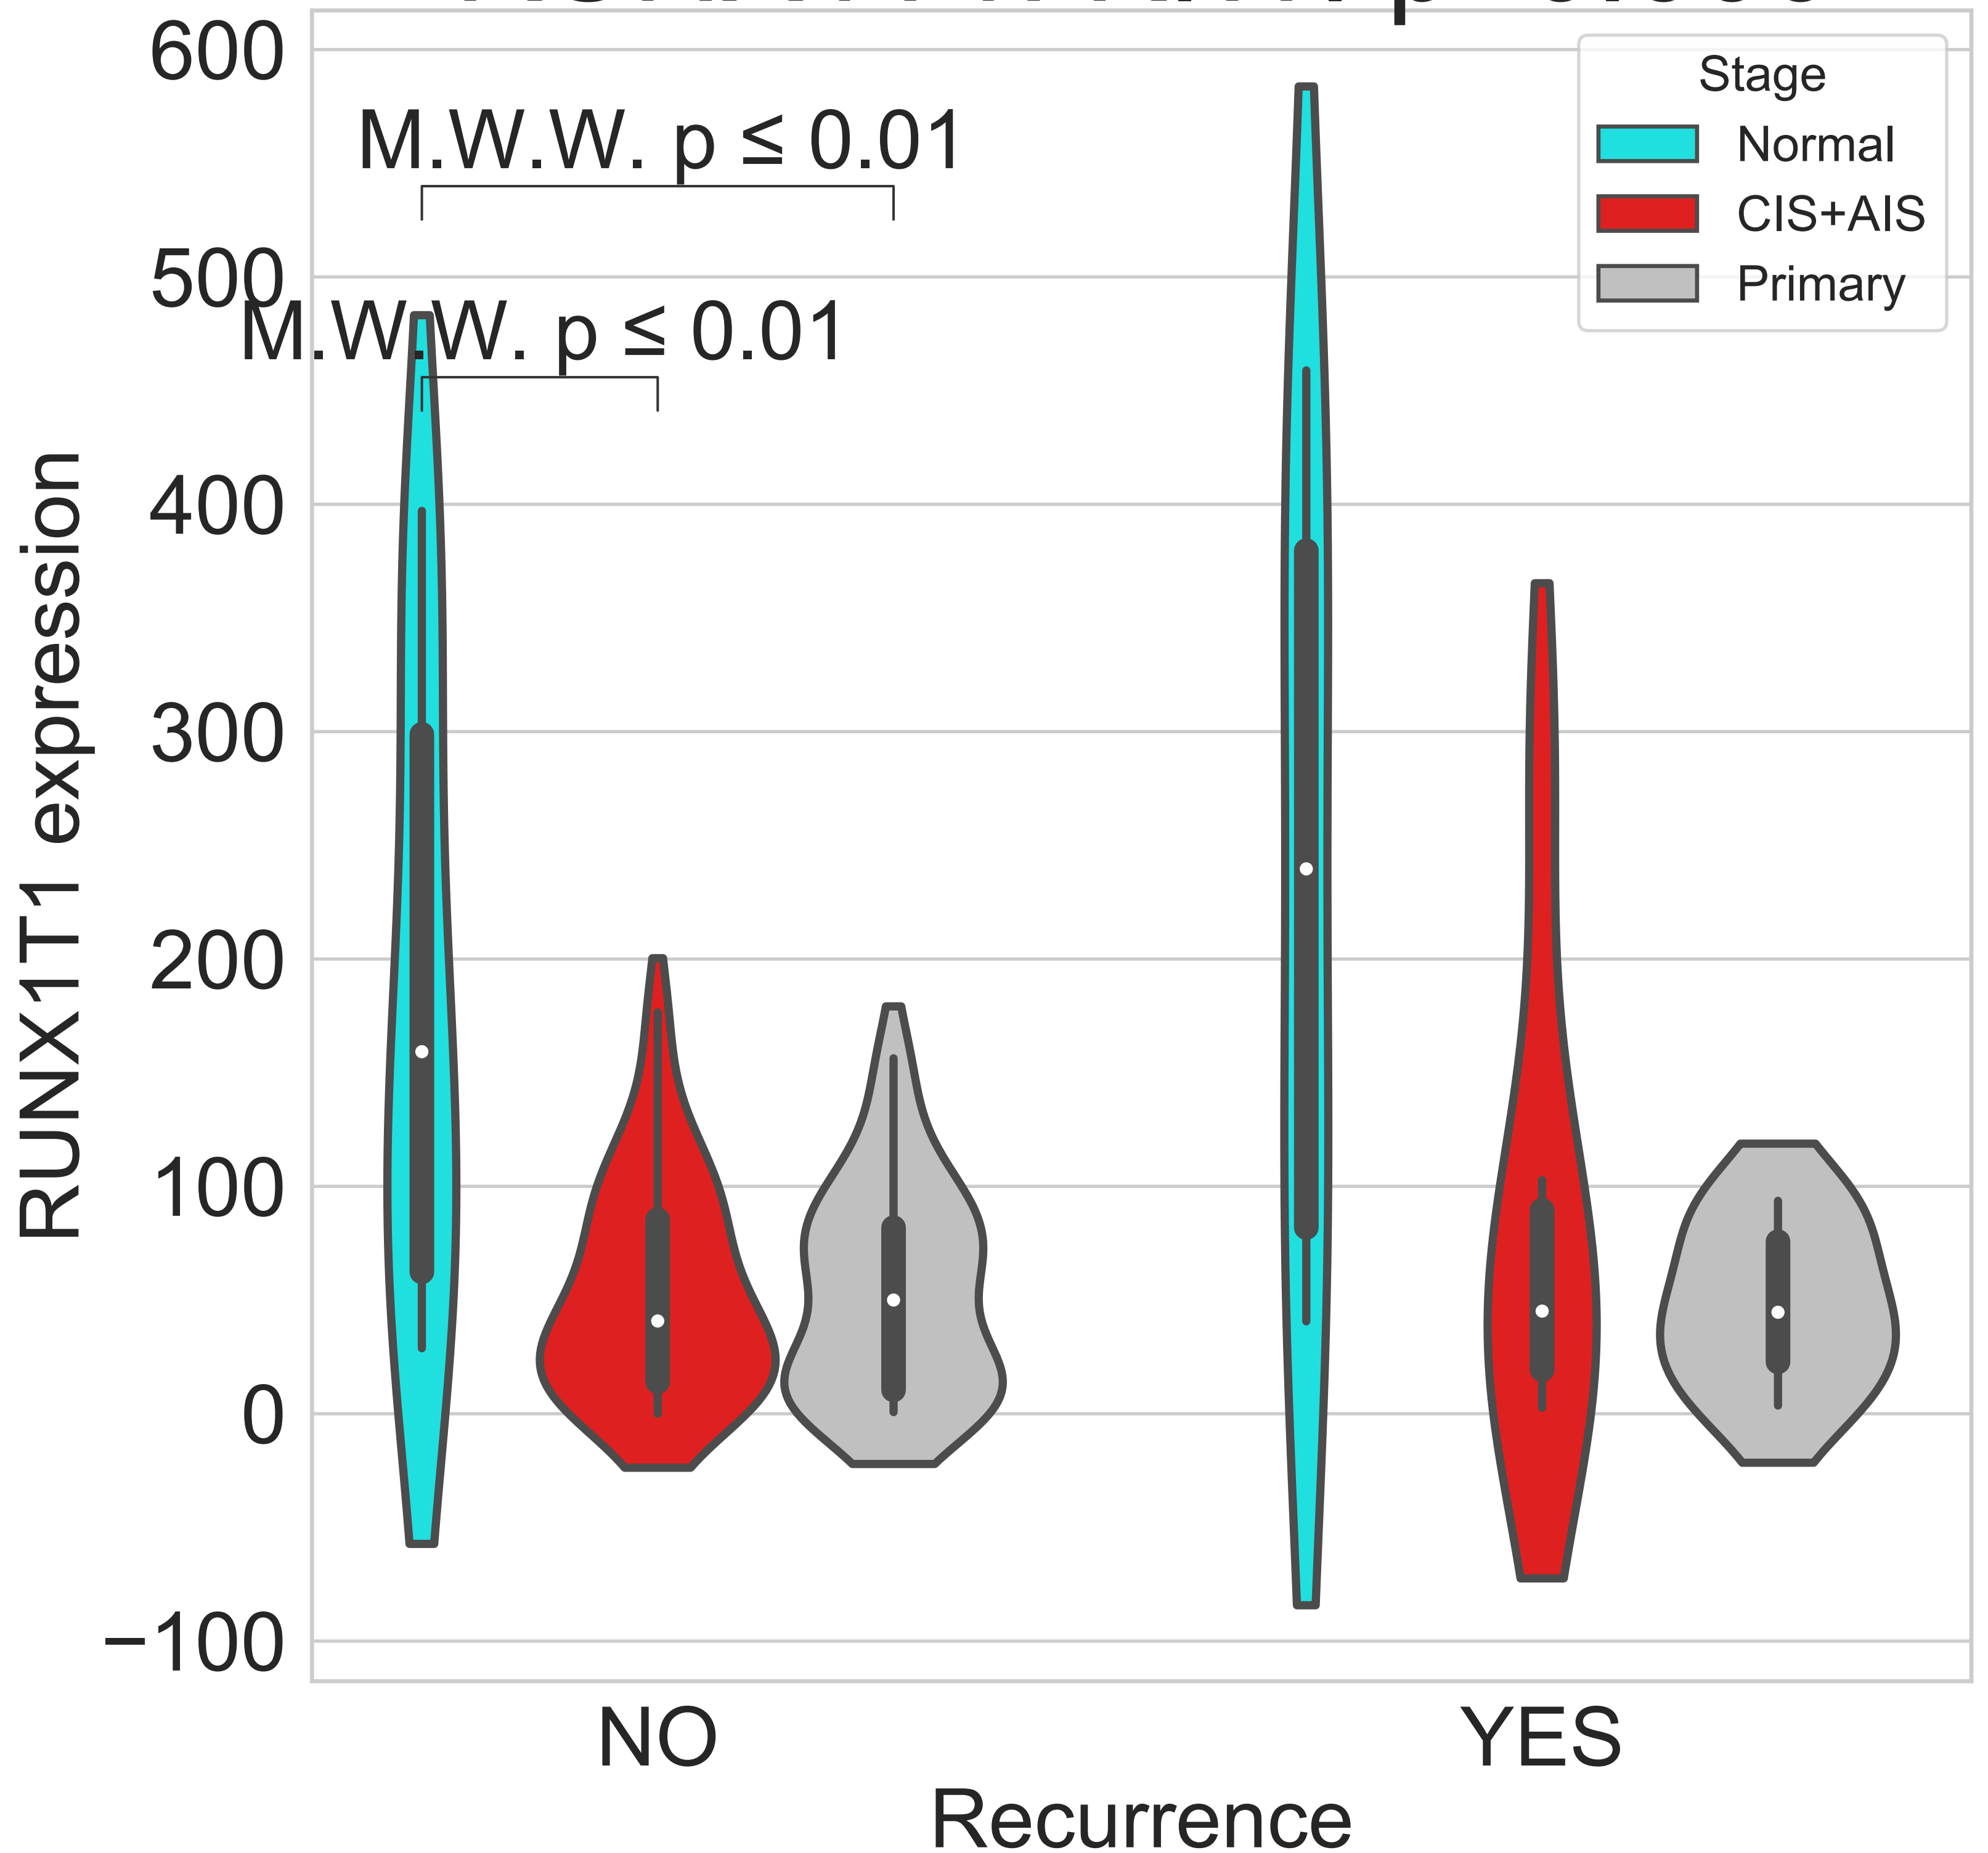 600
M.W.W. p ≤ 0.01
Stage
Normal
CIS+AIS
Primary
500
M.W.W. p ≤ 0.01
400
300
200
100
0
−100
RUNX1T1 expression
NO
YES
Recurrence